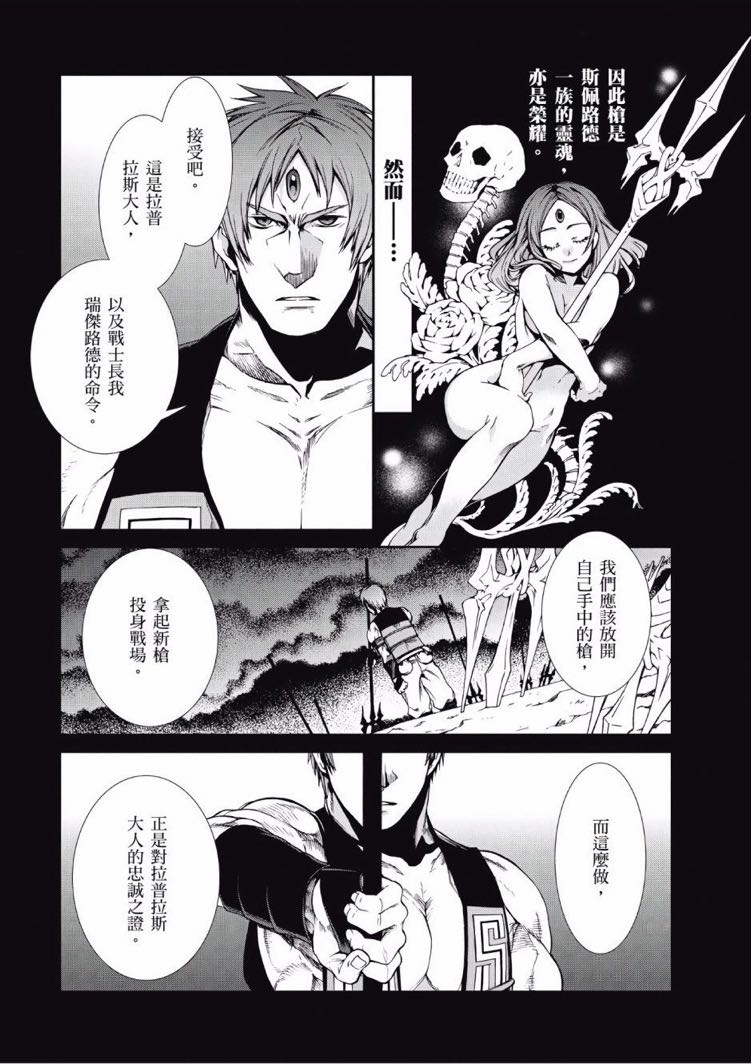 因此槍是
斯佩路德
一族的靈魂，
亦是榮耀。
然而——…
接受吧。
這是拉普
拉斯大人，
以及戰士長我
瑞傑路德的命令。
我們應該放開
自己手中的槍，
拿起新槍
投身戰場。
而這麼做，
正是對拉普拉斯
大人的忠誠之證。